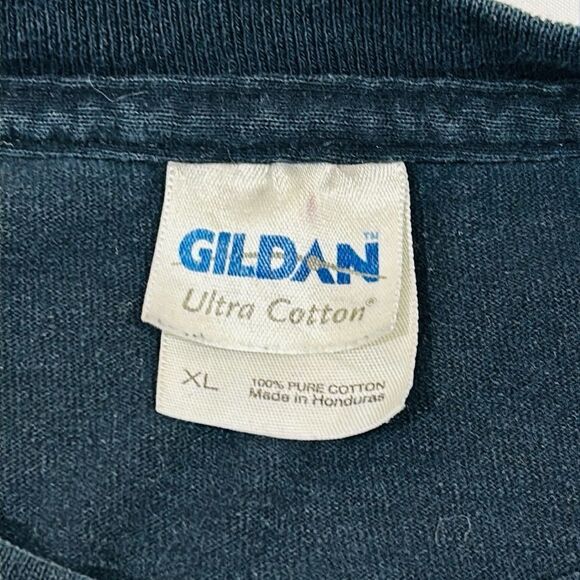 GILDAN™
Ultra Cotton®
XL
100% PURE COTTON
Made in Honduras